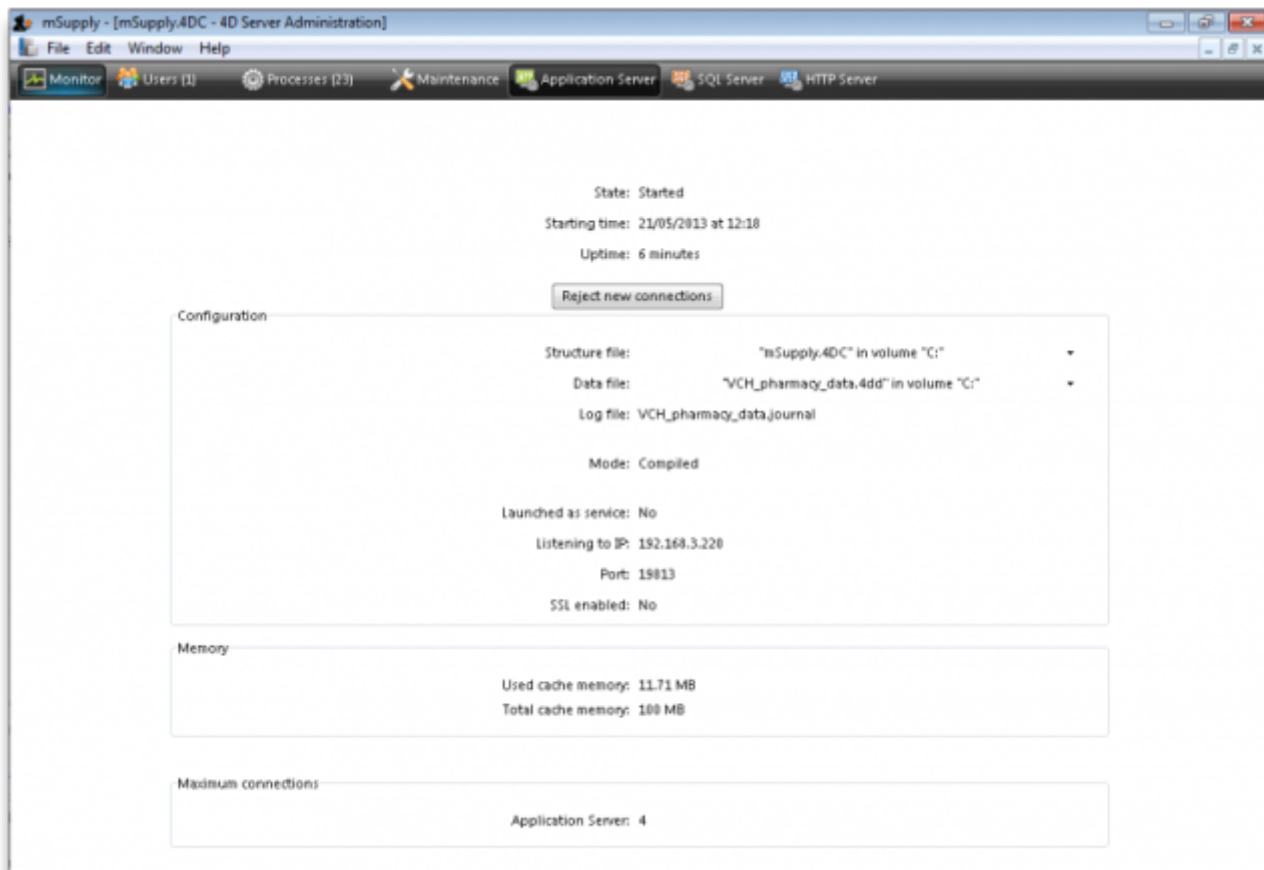 mSupply - [mSupply.4DC - 4D Server Administration]
File Edit Window Help
Monitor Users (1) Processes (23) Maintenance Application Server SQL Server HTTP Server
State: Started
Starting time: 21/05/2013 at 12:18
Uptime: 6 minutes
Reject new connections
Configuration
Structure file: "mSupply.4DC" in volume "C:"
Data file: "VCH_pharmacy_data.4dd" in volume "C:"
Log file: VCH_pharmacy_data.journal
Mode: Compiled
Launched as service: No
Listening to IP: 192.168.3.220
Port: 19813
SSL enabled: No
Memory
Used cache memory: 11.71 MB
Total cache memory: 100 MB
Maximum connections
Application Server: 4